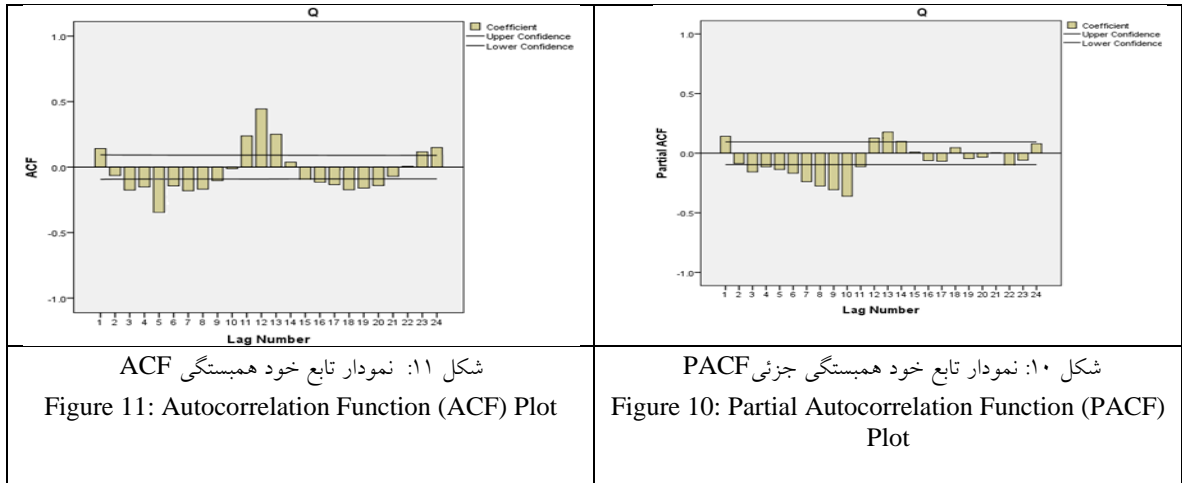 Q
Coefficient
Upper Confidence
Lower Confidence
1.0
0.5
0.0
-0.5
-1.0
ACF
1 2 3 4 5 6 7 8 9 10 11 12 13 14 15 16 17 18 19 20 21 22 23 24
Lag Number
شکل ۱۱: نمودار تابع خود همبستگی ACF
Figure 11: Autocorrelation Function (ACF) Plot
Q
Coefficient
Upper Confidence
Lower Confidence
1.0
0.5
0.0
-0.5
-1.0
Partial ACF
1 2 3 4 5 6 7 8 9 10 11 12 13 14 15 16 17 18 19 20 21 22 23 24
Lag Number
شکل ۱۰: نمودار تابع خود همبستگی جزئی PACF
Figure 10: Partial Autocorrelation Function (PACF)
Plot